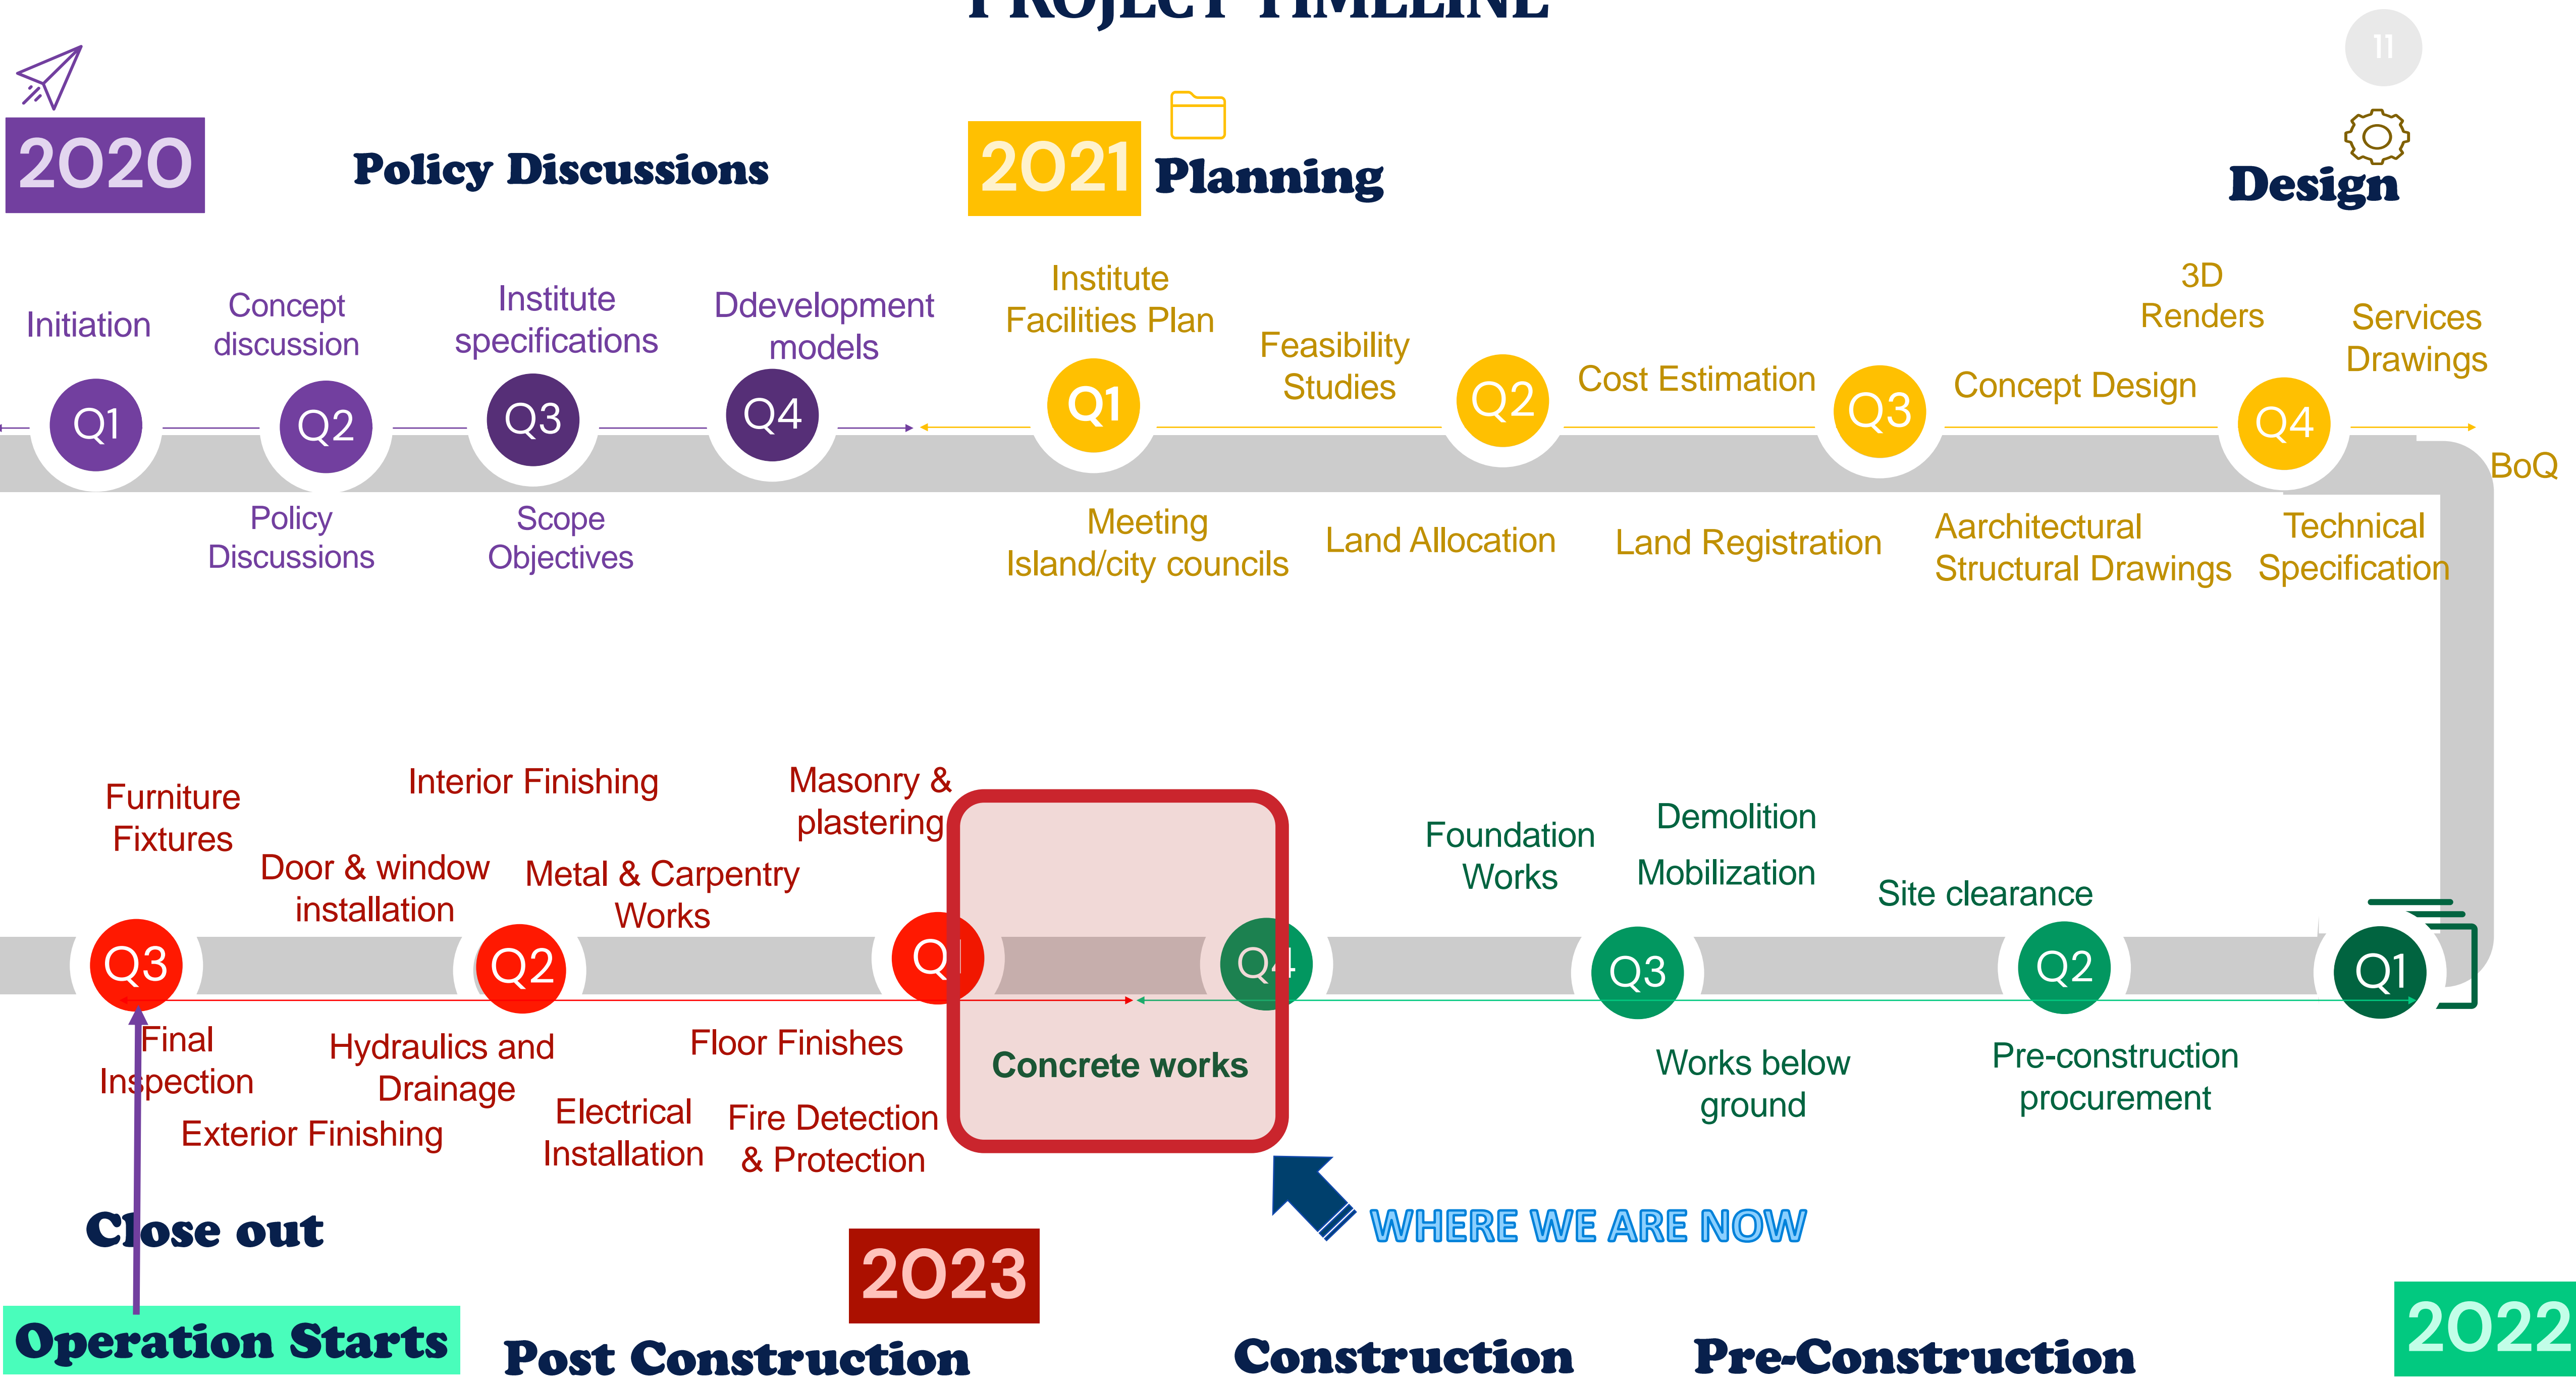 PROJECT TIMELINE
11
2020
Policy Discussions
2021
Planning
Design
Initiation
Concept
discussion
Institute
specifications
Ddevelopment
models
Institute
Facilities Plan
Feasibility
Studies
Cost Estimation
Concept Design
3D
Renders
Services
Drawings
Q1
Q2
Q3
Q4
Q1
Q2
Q3
Q4
BoQ
Policy
Discussions
Scope
Objectives
Meeting
Island/city councils
Land Allocation
Land Registration
Aarchitectural
Structural Drawings
Technical
Specification
Furniture
Fixtures
Door & window
installation
Interior Finishing
Metal & Carpentry
Works
Masonry &
plastering
Foundation
Works
Demolition
Mobilization
Site clearance
Q3
Q2
Q1
Q4
Q3
Q2
Q1
Final
Inspection
Exterior Finishing
Hydraulics and
Drainage
Electrical
Installation
Floor Finishes
Fire Detection
& Protection
Concrete works
Works below
ground
Pre-construction
procurement
WHERE WE ARE NOW
Close out
2023
2022
Operation Starts
Post Construction
Construction
Pre-Construction